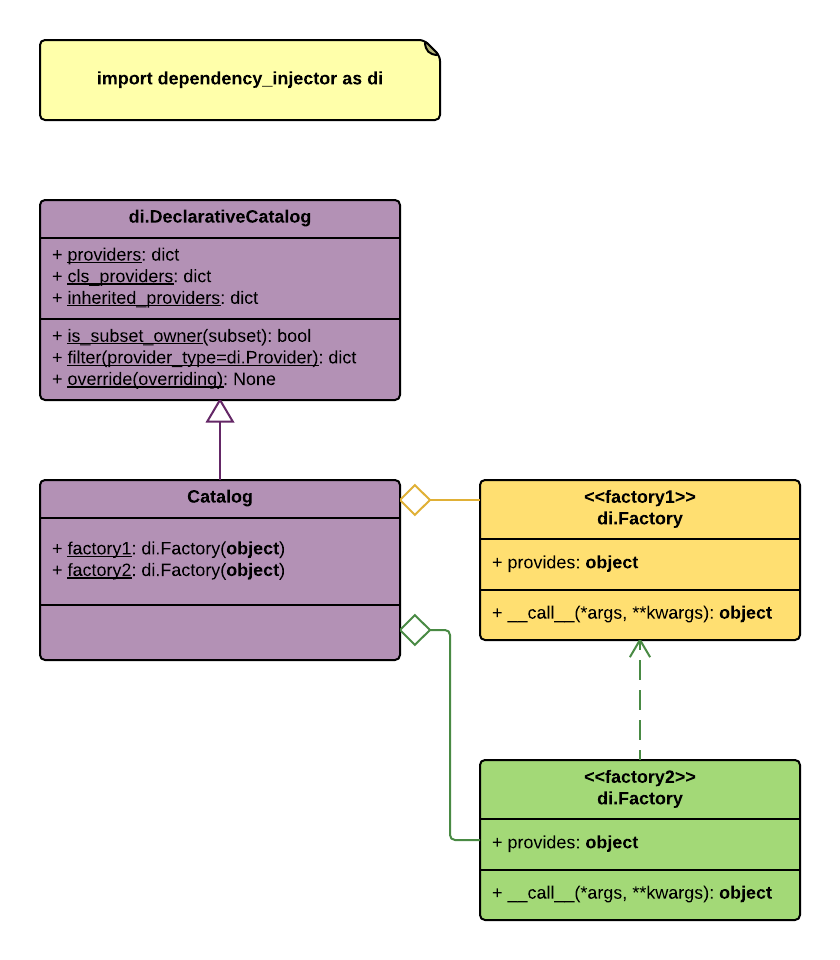 import dependency_injector as di
di.DeclarativeCatalog
+ providers: dict
+ cls_providers: dict
+ inherited_providers: dict
+ is_subset_owner(subset): bool
+ filter(provider_type=di.Provider): dict
+ override(overriding): None
Catalog
+ factory1: di.Factory(object)
+ factory2: di.Factory(object)
<<factory1>>
di.Factory
+ provides: object
+ __call__(*args, **kwargs): object
<<factory2>>
di.Factory
+ provides: object
+ __call__(*args, **kwargs): object